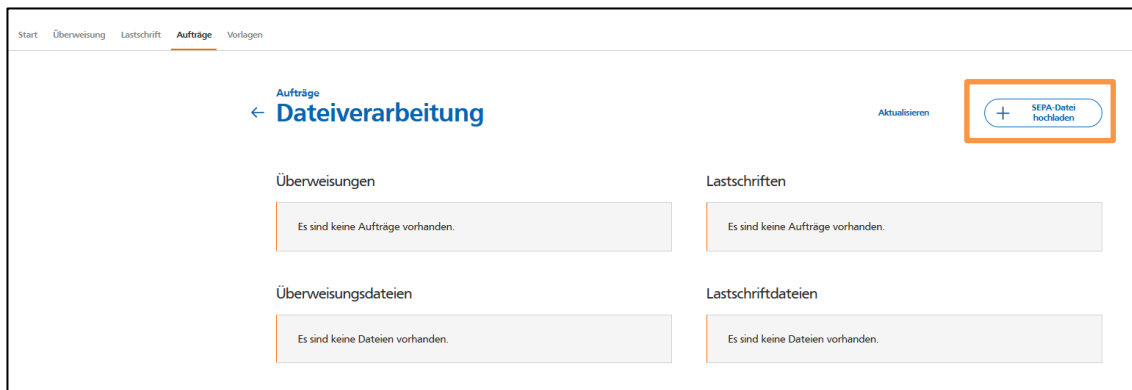 Start Überweisung Lastschrift Aufträge Vorlagen
Aufträge
← Dateiverarbeitung
Aktualisieren
+ SEPA-Datei
hochladen
Überweisungen
Es sind keine Aufträge vorhanden.
Lastschriften
Es sind keine Aufträge vorhanden.
Überweisungsdateien
Es sind keine Dateien vorhanden.
Lastschriftdateien
Es sind keine Dateien vorhanden.